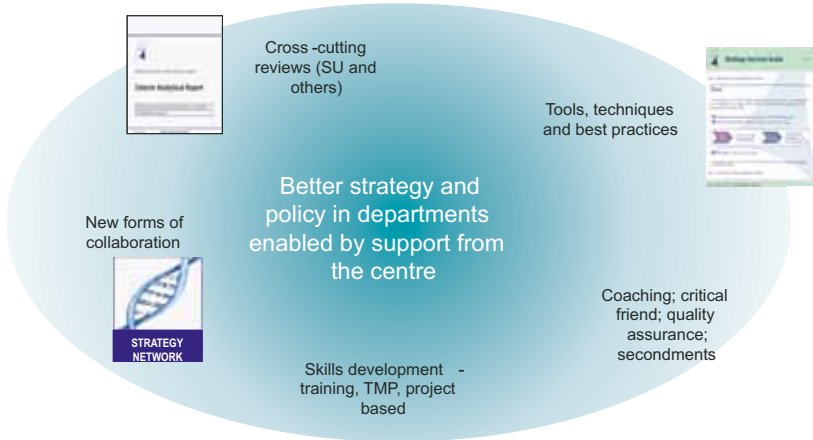 Cross -cutting
reviews (SU and
others)
Interim Analytical Report
Tools, techniques
and best practices
Better strategy and
policy in departments
enabled by support from
the centre
New forms of
collaboration
STRATEGY
NETWORK
Coaching; critical
friend; quality
assurance;
secondments
Skills development -
training, TMP, project
based